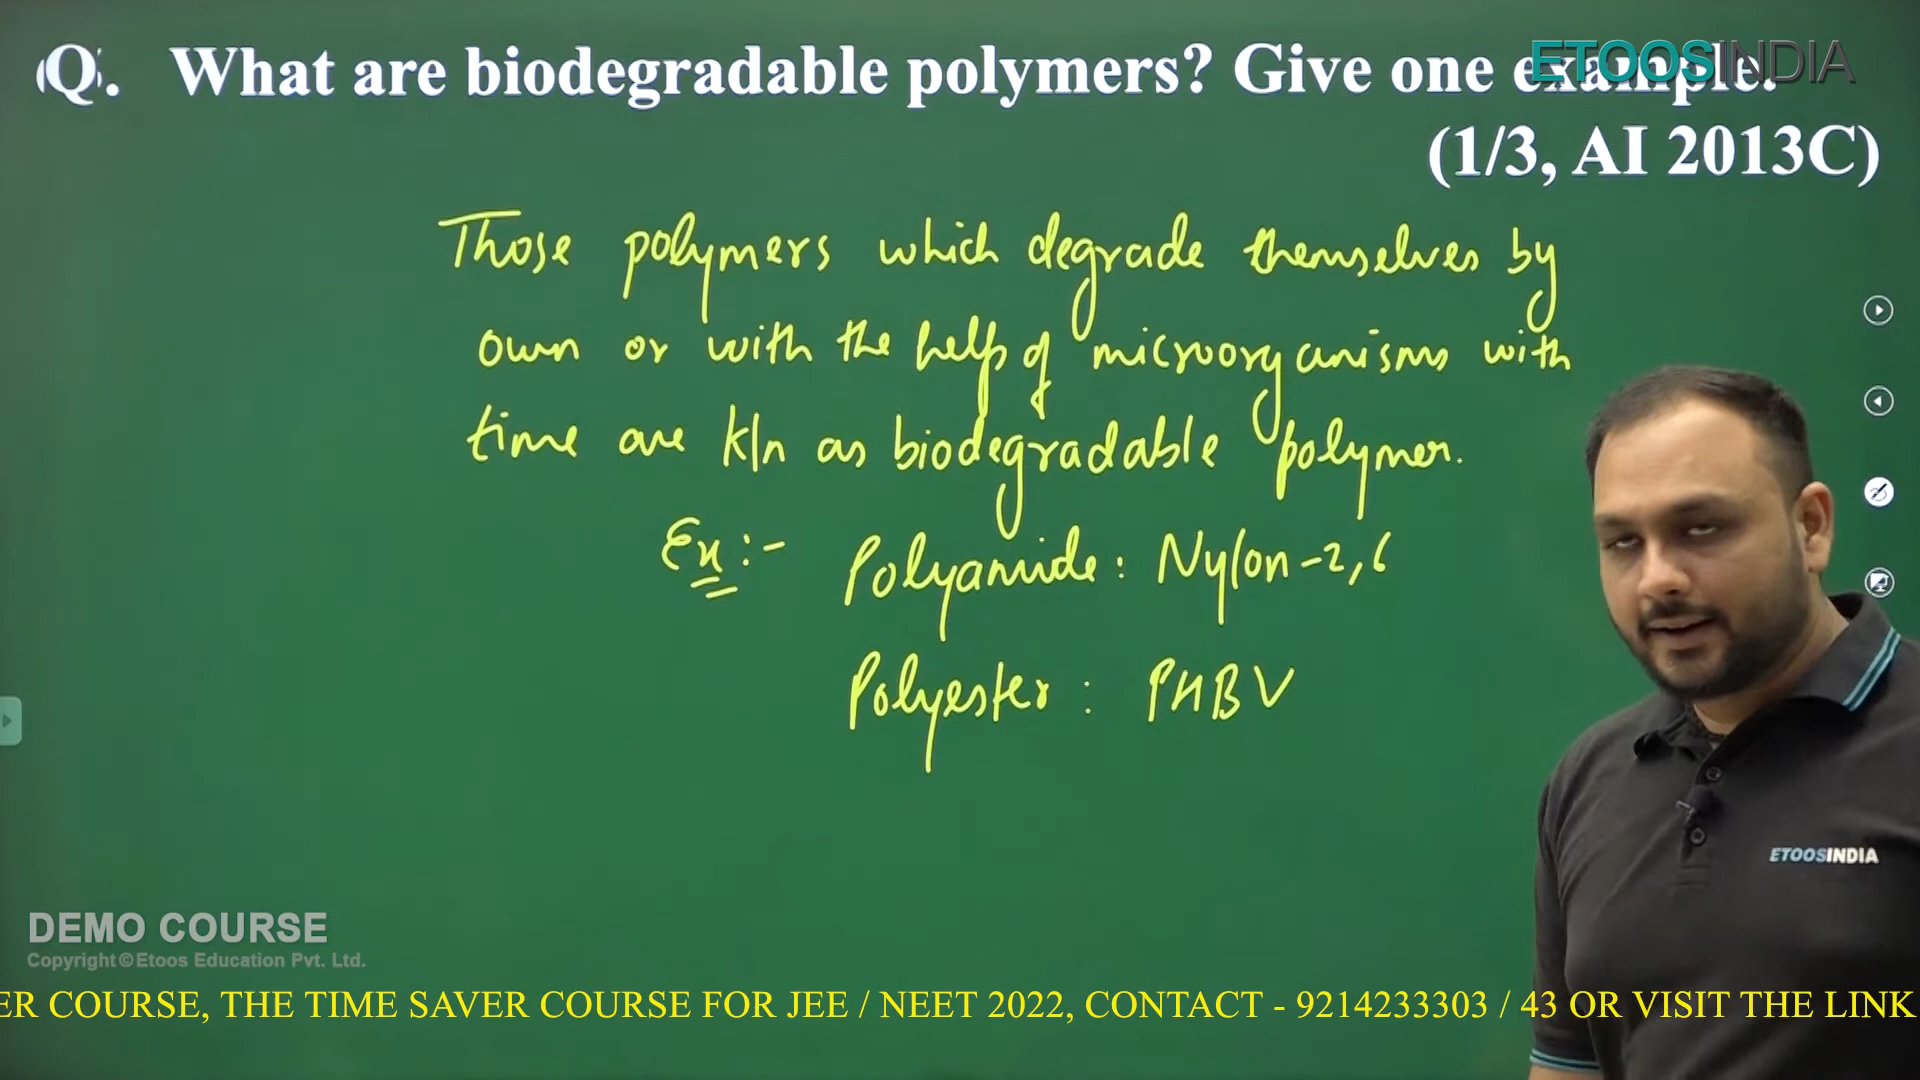 Q. What are biodegradable polymers? Give one example.
ETOOSINDIA
(1/3, AI 2013C)
Those polymers which degrade themselves by
own or with the help of microorganisms with
time are k/n as biodegradable polymer.
Ex:- Polyamide: Nylon-2,6
Polyester: PHBV
ETOOSINDIA
DEMO COURSE
Copyright©Etoos Education Pvt. Ltd.
ER COURSE, THE TIME SAVER COURSE FOR JEE / NEET 2022, CONTACT - 9214233303 / 43 OR VISIT THE LINK